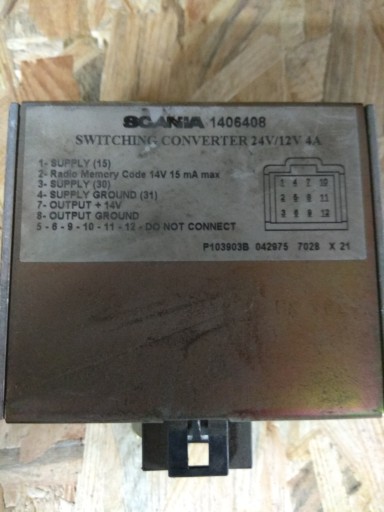 SCANIA 1406408
SWITCHING CONVERTER 24V/12V 4A
1- SUPPLY (15)
2- Radio Memory Code 14V 15 mA max
3- SUPPLY (30)
4- SUPPLY GROUND (31)
7- OUTPUT + 14V
8- OUTPUT GROUND
5 - 6 - 9 - 10 - 11 - 12 - DO NOT CONNECT
1 4 7 10
2 5 8 11
3 6 9 12
P103903B 042975 7028 X 21